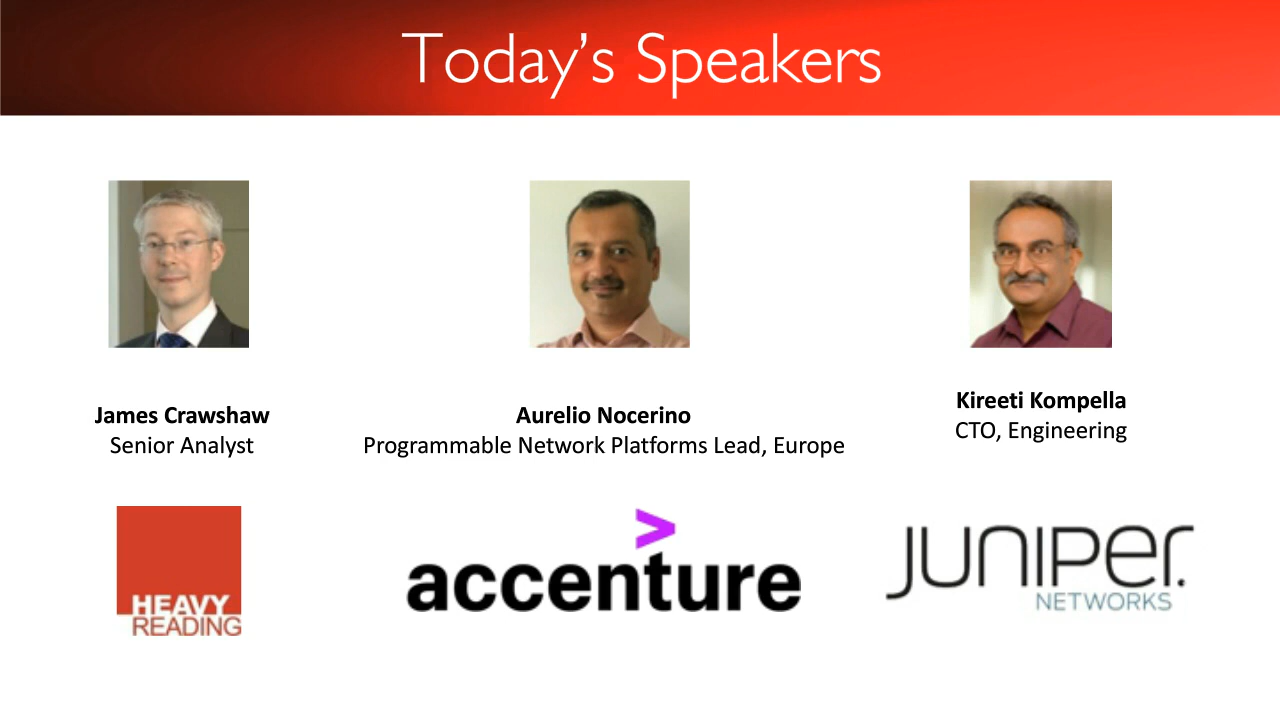 Today's Speakers
James Crawshaw
Senior Analyst
Aurelio Nocerino
Programmable Network Platforms Lead, Europe
Kireeti Kompella
CTO, Engineering
HEAVY
READING
accenture
JUNIPER
NETWORKS